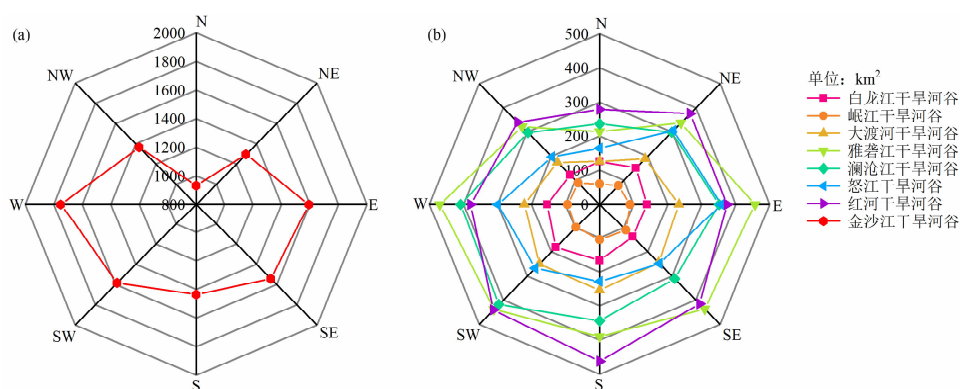 (a)
N
NE
E
SE
S
SW
W
NW
2000
1800
1600
1400
1200
1000
800
(b)
N
NE
E
SE
S
SW
W
NW
500
400
300
200
100
0
单位：km²
白龙江干旱河谷
岷江干旱河谷
大渡河干旱河谷
雅砻江干旱河谷
澜沧江干旱河谷
怒江干旱河谷
红河干旱河谷
金沙江干旱河谷